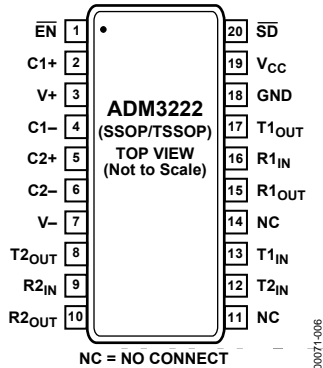 E̅N̅ 1
C1+ 2
V+ 3
C1– 4
C2+ 5
C2– 6
V– 7
T2OUT 8
R2IN 9
R2OUT 10
ADM3222
(SSOP/TSSOP)
TOP VIEW
(Not to Scale)
20 S̅D̅
19 VCC
18 GND
17 T1OUT
16 R1IN
15 R1OUT
14 NC
13 T1IN
12 T2IN
11 NC
NC = NO CONNECT
00071-006